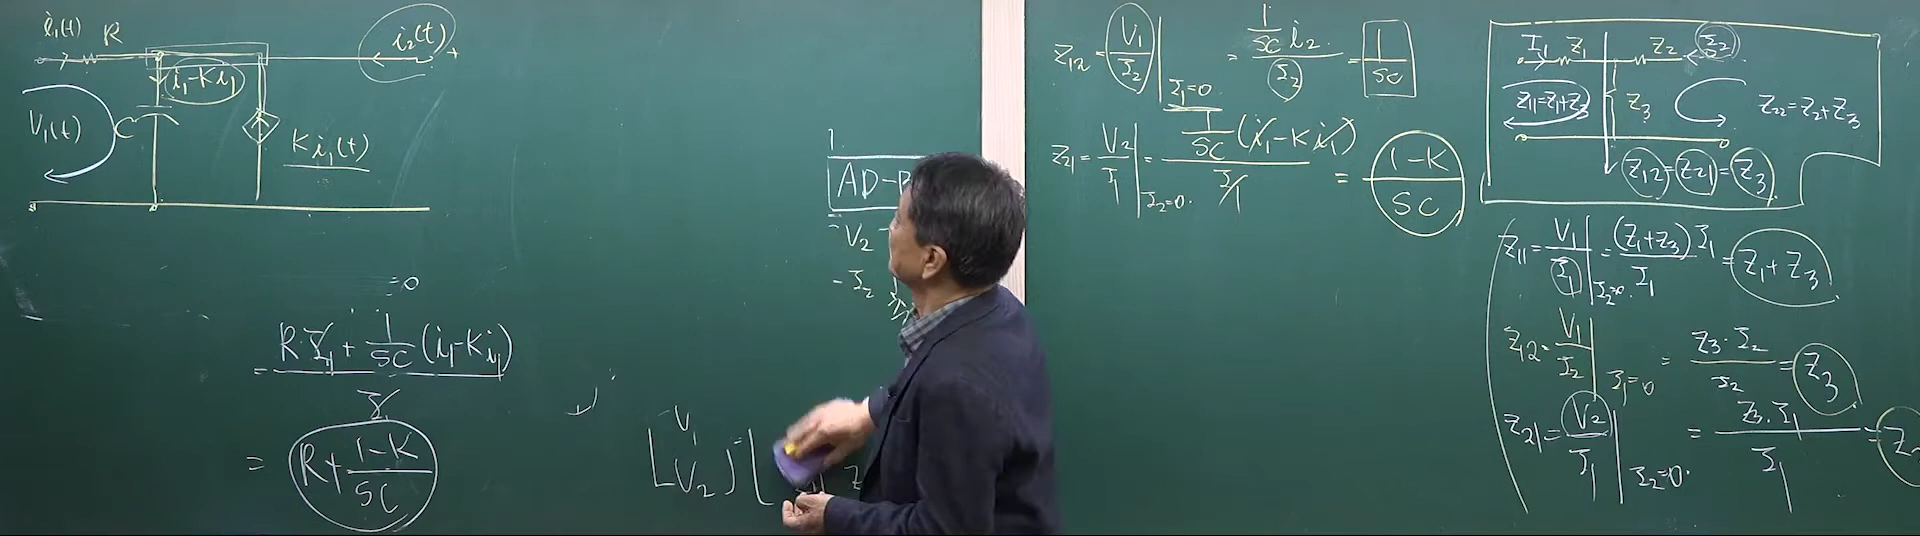 i₁(t) R i₂(t) +
i₁-Ki₁
V₁(t) C K i₁(t)
=0
= R·I₁ + 1/SC (i₁-Ki₁) / I₁
= R + 1-K/SC
1.
AD-B
V₂
-I₂
[V₁ V₂] = [
Z₁₂ = V₁/I₂ | I₁=0 = 1/SC i₂ / I₂ = 1/SC
Z₂₁ = V₂/I₁ | I₂=0. = 1/SC (i₁-Ki₁) / I₁ = 1-K/SC
I₁ Z₁ Z₂ I₂
Z₁₁=Z₁+Z₃ Z₃ Z₂₂=Z₂+Z₃
Z₁₂=Z₂₁=Z₃
Z₁₁ = V₁/I₁ | I₂=0. = (Z₁+Z₃)I₁ / I₁ = Z₁+Z₃
Z₁₂ = V₁/I₂ | I₁=0 = Z₃·I₂ / I₂ = Z₃
Z₂₁ = V₂/I₁ | I₂=0. = Z₃·I₁ / I₁ =